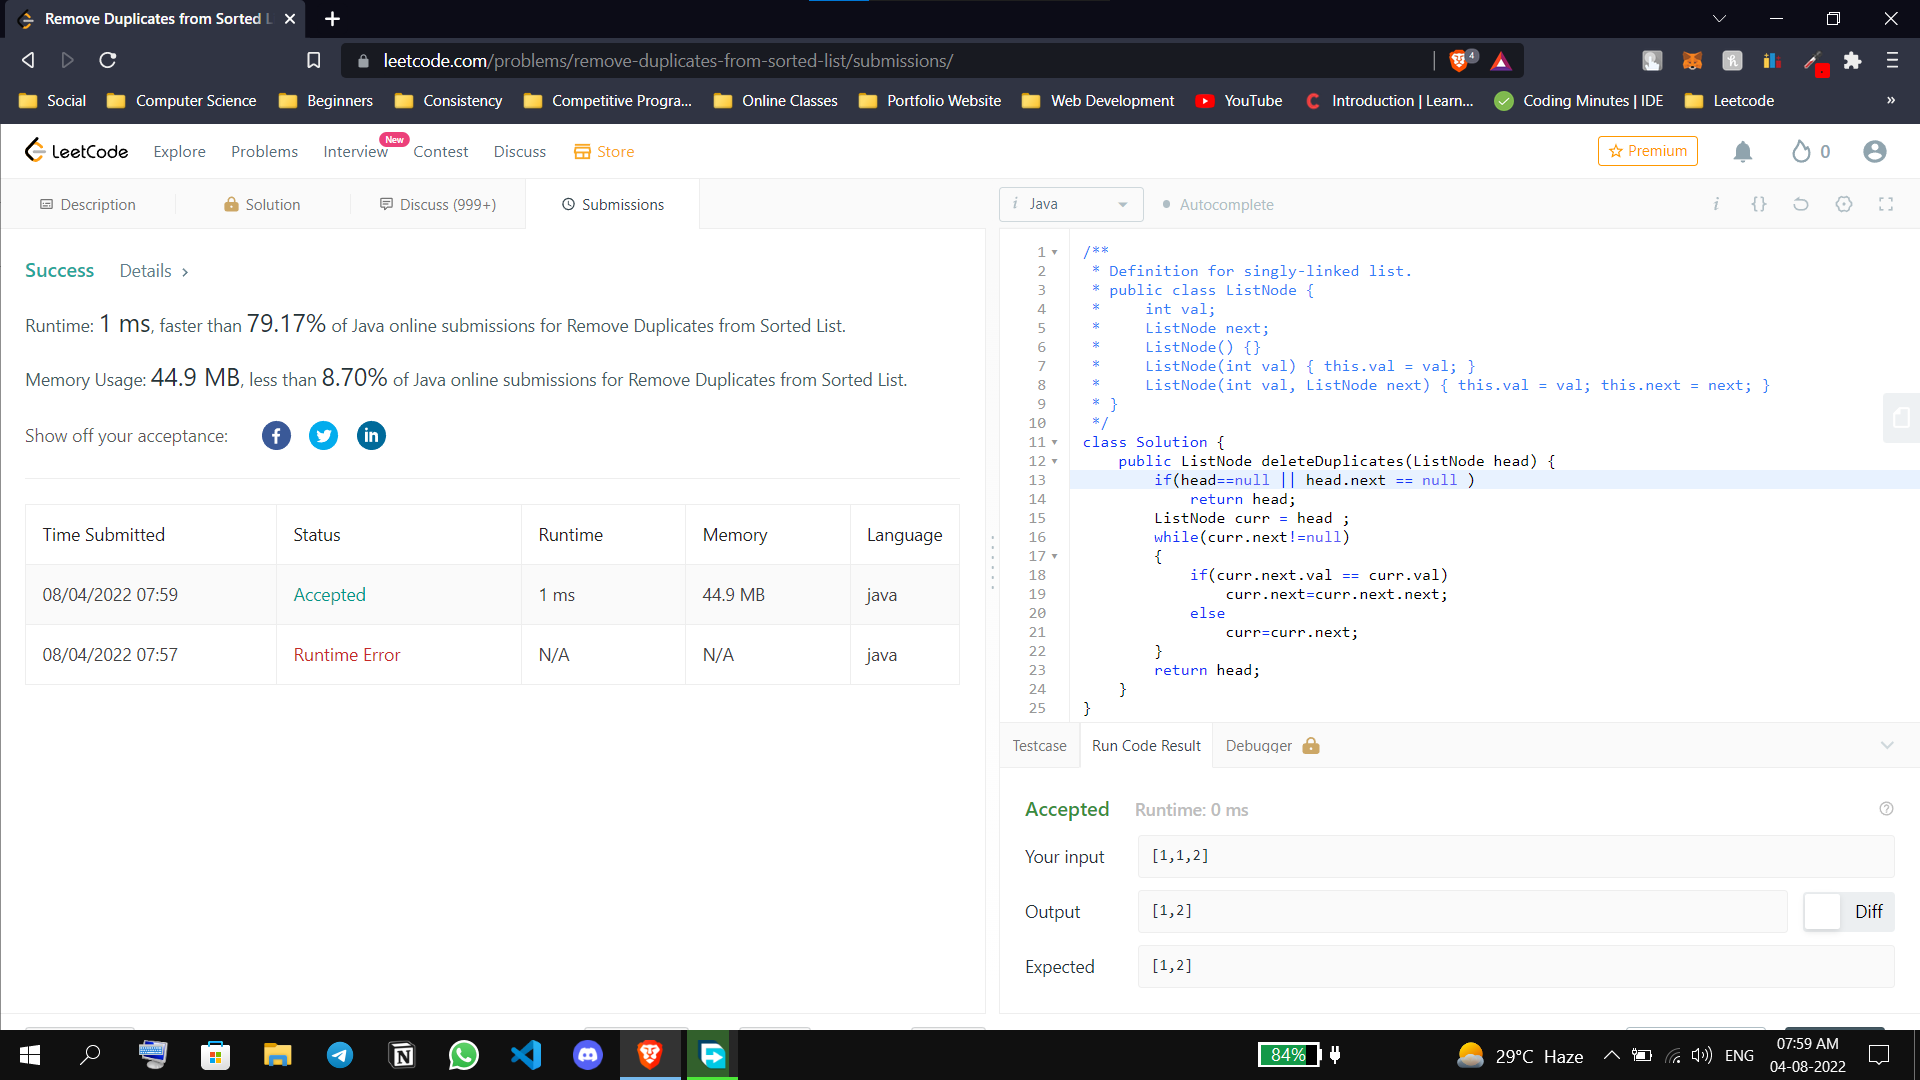 Remove Duplicates from Sorted L
leetcode.com/problems/remove-duplicates-from-sorted-list/submissions/
4
Social Computer Science Beginners Consistency Competitive Progra... Online Classes Portfolio Website Web Development YouTube Introduction | Learn... Coding Minutes | IDE Leetcode »
LeetCode Explore Problems Interview New Contest Discuss Store Premium 0
Description Solution Discuss (999+) Submissions
Success Details >
Runtime: 1 ms, faster than 79.17% of Java online submissions for Remove Duplicates from Sorted List.
Memory Usage: 44.9 MB, less than 8.70% of Java online submissions for Remove Duplicates from Sorted List.
Show off your acceptance:
Time Submitted Status Runtime Memory Language
08/04/2022 07:59 Accepted 1 ms 44.9 MB java
08/04/2022 07:57 Runtime Error N/A N/A java
i Java Autocomplete i {}
1 /**
2  * Definition for singly-linked list.
3  * public class ListNode {
4  *     int val;
5  *     ListNode next;
6  *     ListNode() {}
7  *     ListNode(int val) { this.val = val; }
8  *     ListNode(int val, ListNode next) { this.val = val; this.next = next; }
9  * }
10  */
11 class Solution {
12     public ListNode deleteDuplicates(ListNode head) {
13         if(head==null || head.next == null )
14             return head;
15         ListNode curr = head ;
16         while(curr.next!=null)
17         {
18             if(curr.next.val == curr.val)
19                 curr.next=curr.next.next;
20             else
21                 curr=curr.next;
22         }
23         return head;
24     }
25 }
Testcase Run Code Result Debugger
Accepted Runtime: 0 ms
Your input [1,1,2]
Output [1,2] Diff
Expected [1,2]
84% 29°C Haze ENG 07:59 AM
04-08-2022